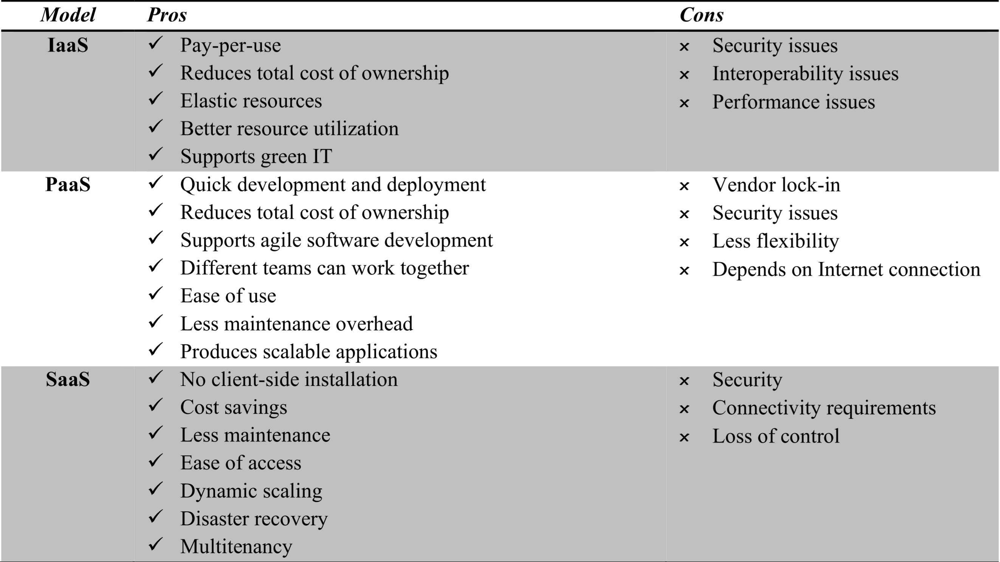 Model Pros Cons
IaaS ✓ Pay-per-use × Security issues
✓ Reduces total cost of ownership × Interoperability issues
✓ Elastic resources × Performance issues
✓ Better resource utilization
✓ Supports green IT
PaaS ✓ Quick development and deployment × Vendor lock-in
✓ Reduces total cost of ownership × Security issues
✓ Supports agile software development × Less flexibility
✓ Different teams can work together × Depends on Internet connection
✓ Ease of use
✓ Less maintenance overhead
✓ Produces scalable applications
SaaS ✓ No client-side installation × Security
✓ Cost savings × Connectivity requirements
✓ Less maintenance × Loss of control
✓ Ease of access
✓ Dynamic scaling
✓ Disaster recovery
✓ Multitenancy